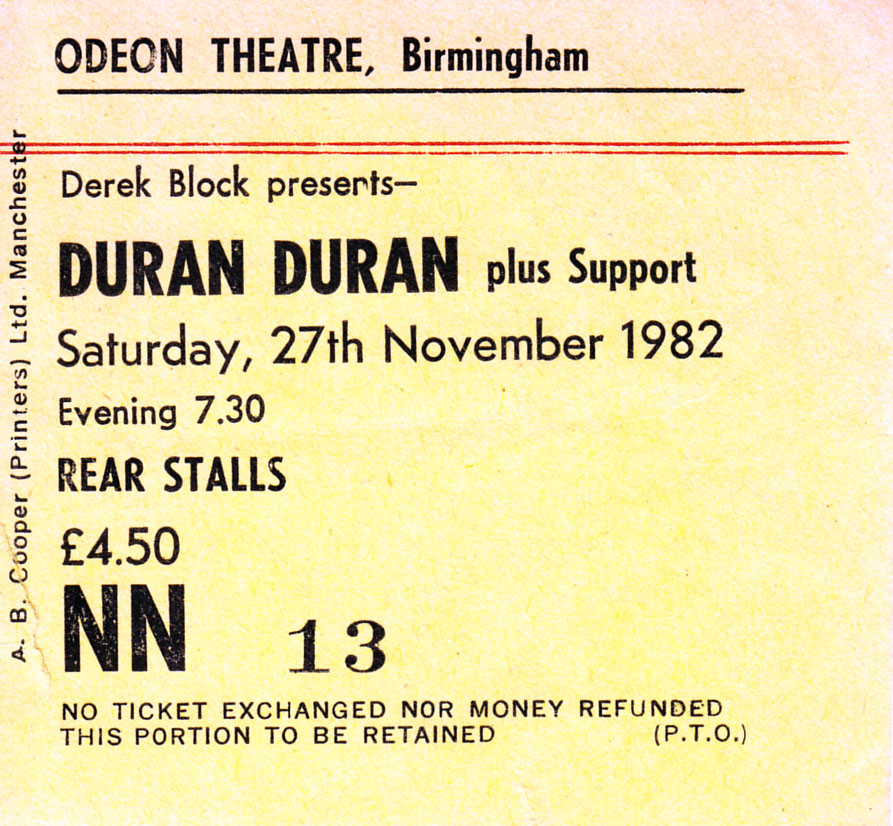 ODEON THEATRE, Birmingham
Derek Block presents—
DURAN DURAN plus Support
Saturday, 27th November 1982
Evening 7.30
REAR STALLS
£4.50
NN 13
NO TICKET EXCHANGED NOR MONEY REFUNDED
THIS PORTION TO BE RETAINED (P.T.O.)
A. B. Cooper (Printers) Ltd. Manchester